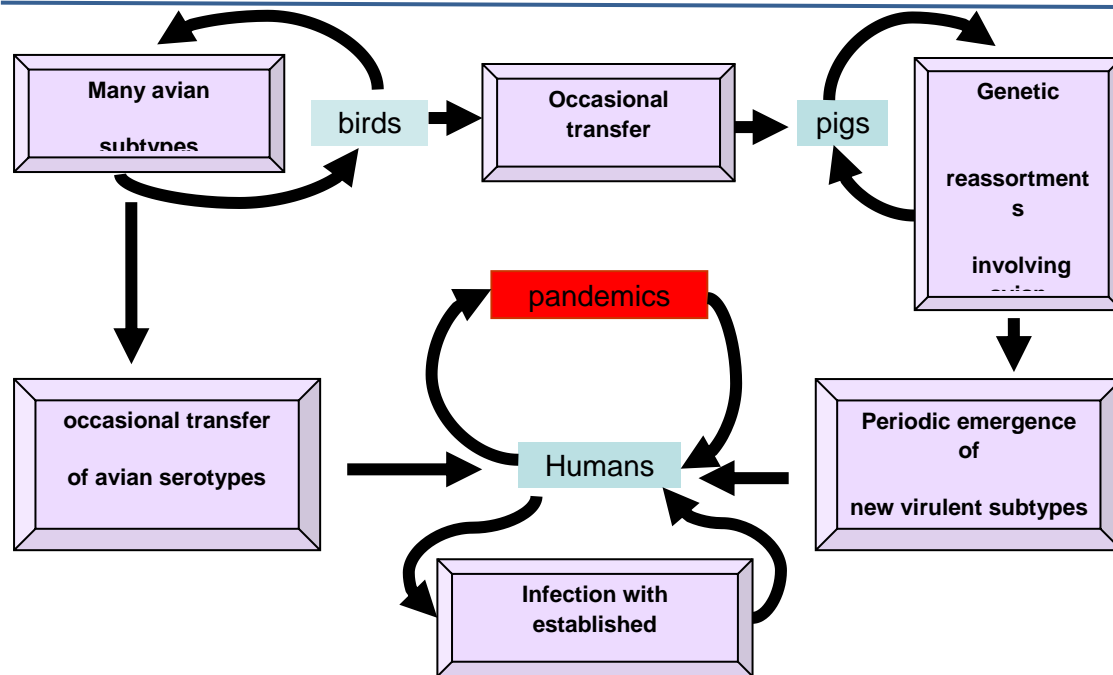 Many avian
subtypes
birds
Occasional
transfer
pigs
Genetic
reassortment
s
involving
pandemics
occasional transfer
of avian serotypes
Humans
Periodic emergence
of
new virulent subtypes
Infection with
established